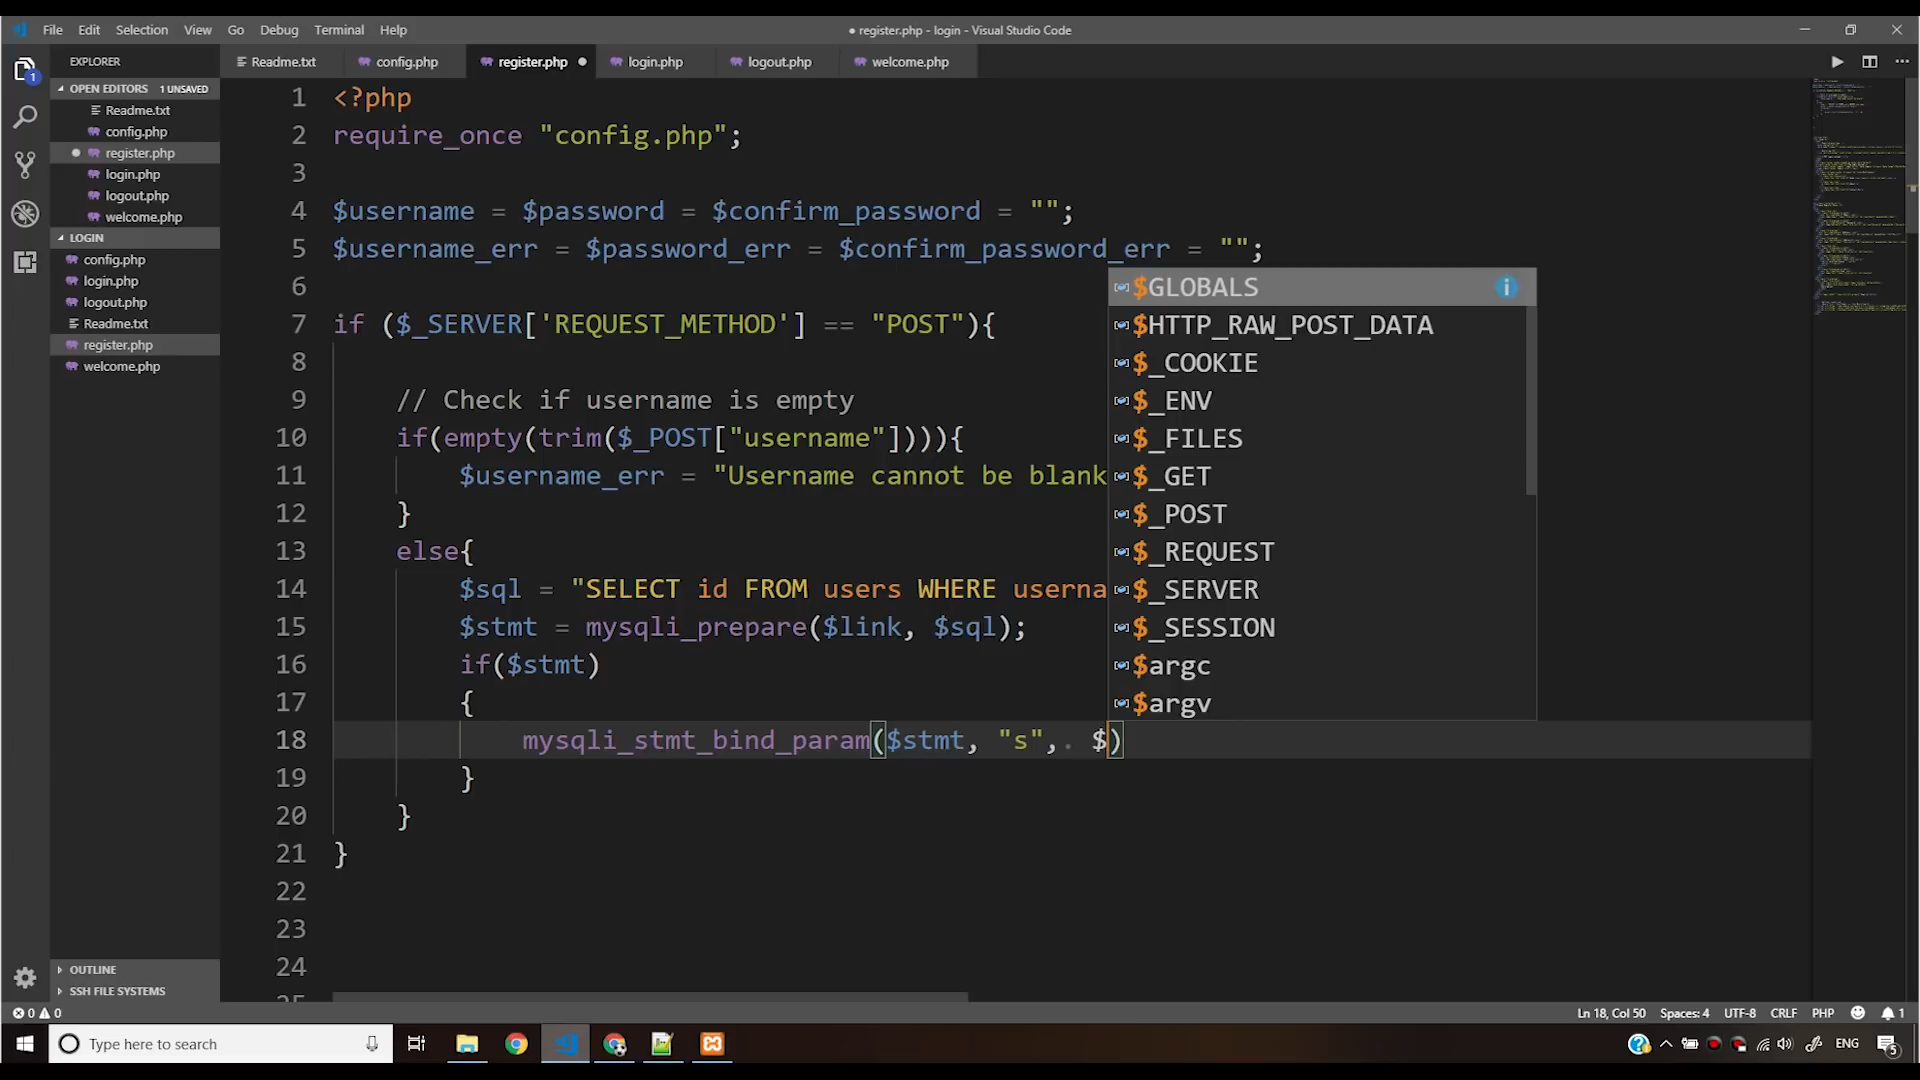 File Edit Selection View Go Debug Terminal Help
● register.php - login - Visual Studio Code
EXPLORER
Readme.txt config.php register.php ● login.php logout.php welcome.php
OPEN EDITORS 1 UNSAVED
Readme.txt
config.php
● register.php
login.php
logout.php
welcome.php
LOGIN
config.php
login.php
logout.php
Readme.txt
register.php
welcome.php
OUTLINE
SSH FILE SYSTEMS
1
1 <?php
2 require_once "config.php";
3
4 $username = $password = $confirm_password = "";
5 $username_err = $password_err = $confirm_password_err = "";
6
7 if ($_SERVER['REQUEST_METHOD'] == "POST"){
8
9 // Check if username is empty
10 if(empty(trim($_POST["username"]))){
11 $username_err = "Username cannot be blank
12 }
13 else{
14 $sql = "SELECT id FROM users WHERE userna
15 $stmt = mysqli_prepare($link, $sql);
16 if($stmt)
17 {
18 mysqli_stmt_bind_param($stmt, "s", $)
19 }
20 }
21 }
22
23
24
$GLOBALS
$HTTP_RAW_POST_DATA
$_COOKIE
$_ENV
$_FILES
$_GET
$_POST
$_REQUEST
$_SERVER
$_SESSION
$argc
$argv
0 0
Ln 18, Col 50 Spaces: 4 UTF-8 CRLF PHP 1
Type here to search
ENG 5